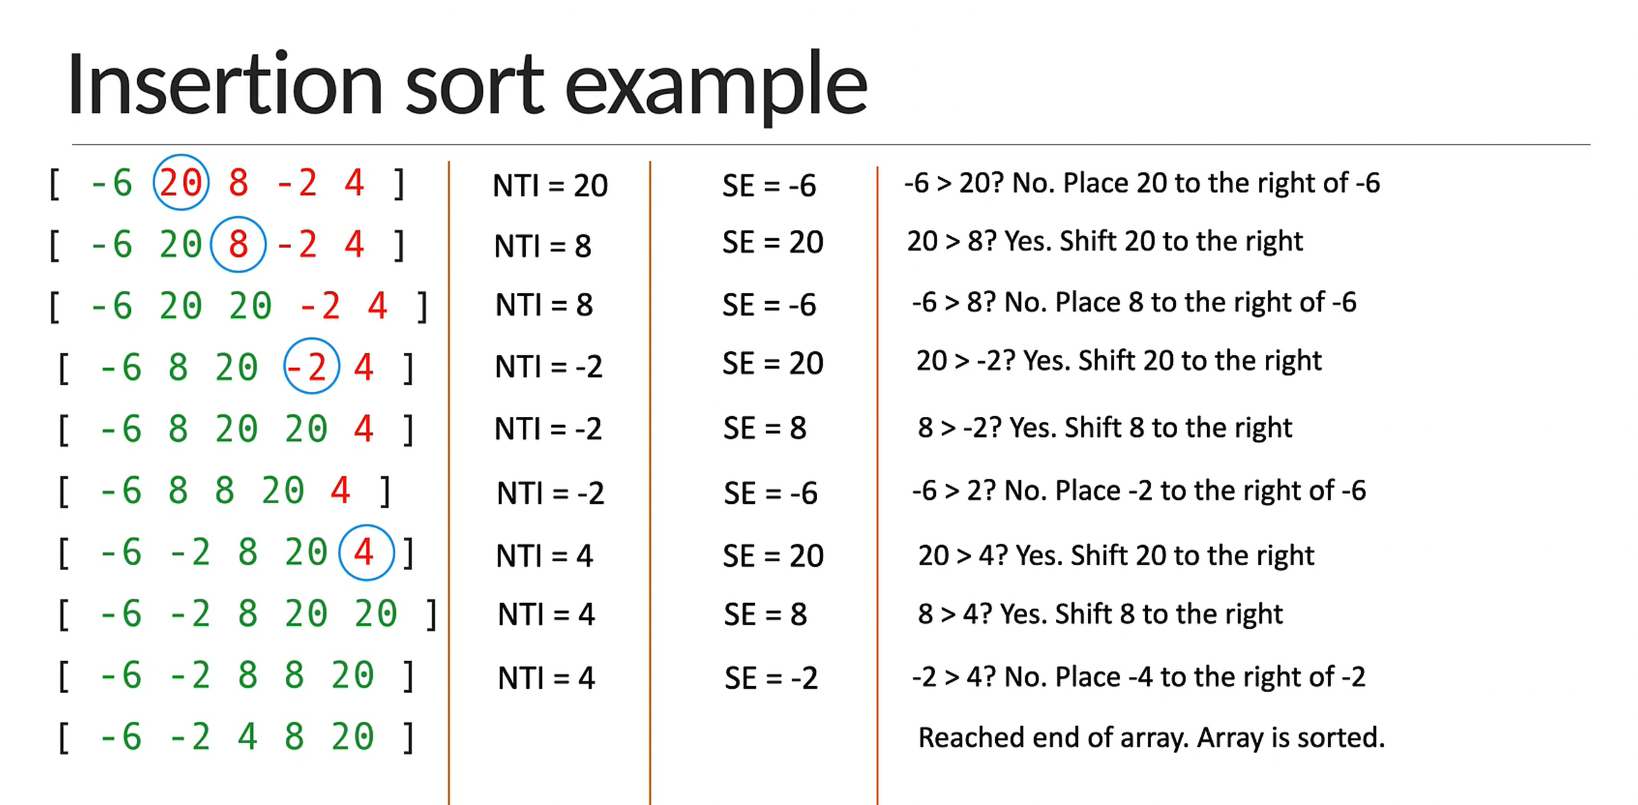 Insertion sort example
[ -6 20 8 -2 4 ] NTI = 20 SE = -6 -6 > 20? No. Place 20 to the right of -6
[ -6 20 8 -2 4 ] NTI = 8 SE = 20 20 > 8? Yes. Shift 20 to the right
[ -6 20 20 -2 4 ] NTI = 8 SE = -6 -6 > 8? No. Place 8 to the right of -6
[ -6 8 20 -2 4 ] NTI = -2 SE = 20 20 > -2? Yes. Shift 20 to the right
[ -6 8 20 20 4 ] NTI = -2 SE = 8 8 > -2? Yes. Shift 8 to the right
[ -6 8 8 20 4 ] NTI = -2 SE = -6 -6 > 2? No. Place -2 to the right of -6
[ -6 -2 8 20 4 ] NTI = 4 SE = 20 20 > 4? Yes. Shift 20 to the right
[ -6 -2 8 20 20 ] NTI = 4 SE = 8 8 > 4? Yes. Shift 8 to the right
[ -6 -2 8 8 20 ] NTI = 4 SE = -2 -2 > 4? No. Place -4 to the right of -2
[ -6 -2 4 8 20 ] Reached end of array. Array is sorted.